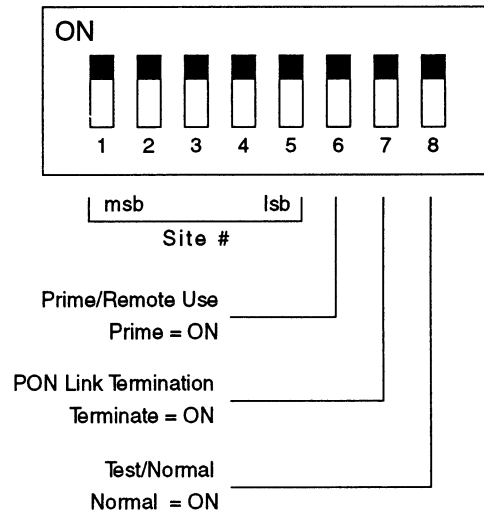 ON
1 2 3 4 5 6 7 8
msb lsb
Site #
Prime/Remote Use
Prime = ON
PON Link Termination
Terminate = ON
Test/Normal
Normal = ON